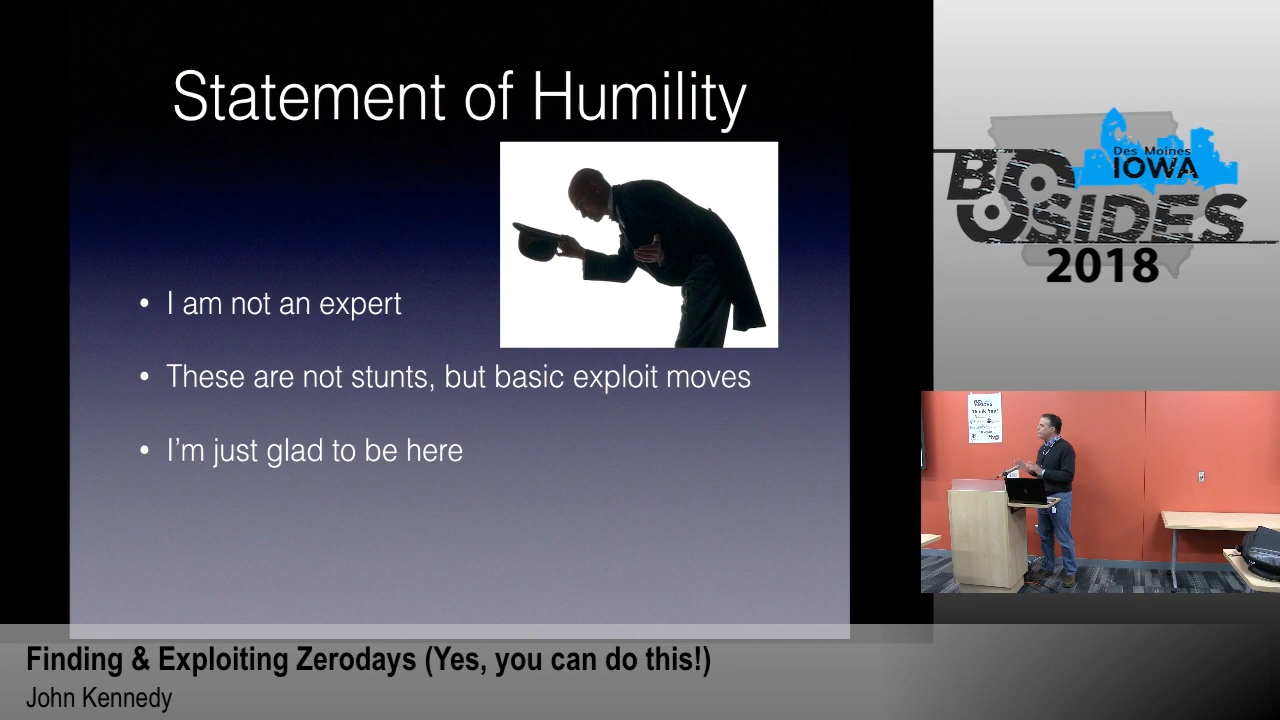 Statement of Humility
• I am not an expert
• These are not stunts, but basic exploit moves
• I'm just glad to be here
Des Moines
IOWA
BSIDES
2018
Finding & Exploiting Zerodays (Yes, you can do this!)
John Kennedy